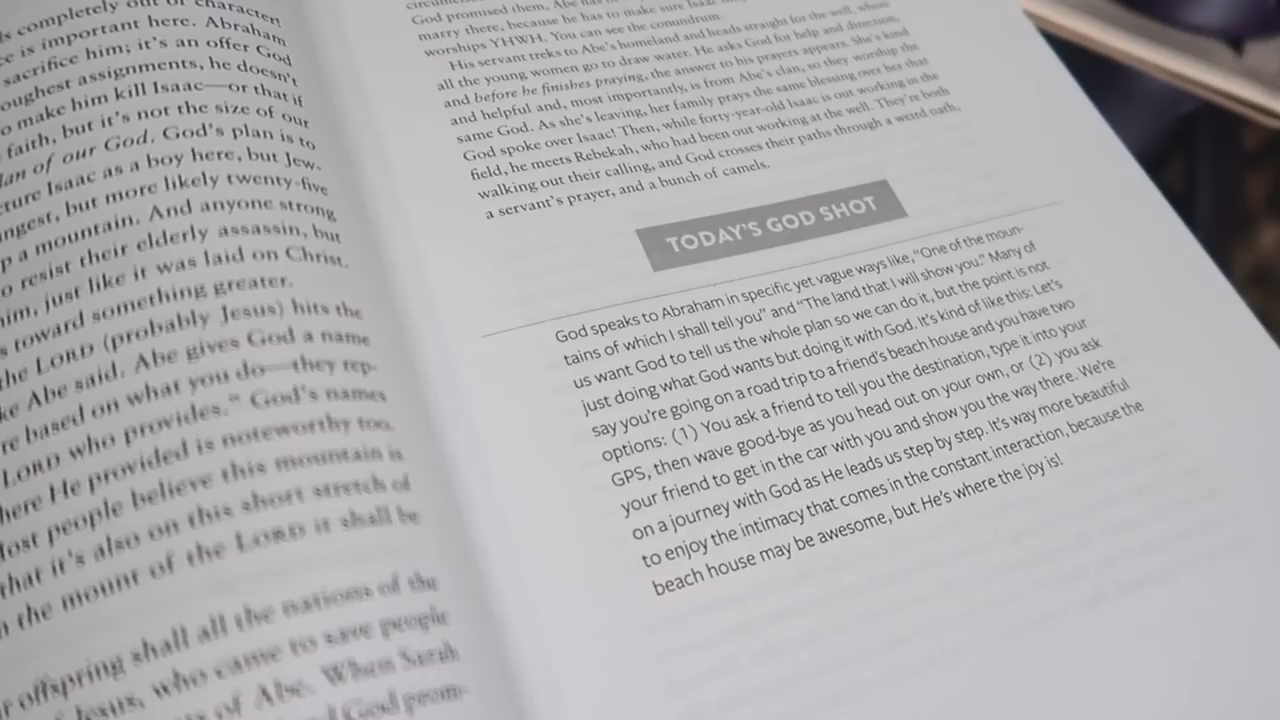 ls completely out of character!
is important here. Abraham
sacrifice him; it's an offer God
oughest assignments, he doesn't
o make him kill Isaac—or that if
faith, but it's not the size of our
lan of our God. God's plan is to
cture Isaac as a boy here, but Jew-
ngest, but more likely twenty-five
p a mountain. And anyone strong
o resist their elderly assassin, but
him, just like it was laid on Christ.
s toward something greater.
the LORD (probably Jesus) hits the
ke Abe said. Abe gives God a name
re based on what you do—they rep-
LORD who provides." God's names
here He provided is noteworthy too.
Most people believe this mountain is
that it's also on this short stretch of
n the mount of the LORD it shall be
r offspring shall all the nations of the
Jesus, who came to save people
of Abe. When Sarah
God prom-
God promised them, Abe has
marry there, because he has to make sure Isaac
worships YHWH. You can see the conundrum.
His servant treks to Abe's homeland and heads straight for the well, where
all the young women go to draw water. He asks God for help and direction,
and before he finishes praying, the answer to his prayers appears. She's kind
and helpful and, most importantly, is from Abe's clan, so they worship the
same God. As she's leaving, her family prays the same blessing over her that
God spoke over Isaac! Then, while forty-year-old Isaac is out working in the
field, he meets Rebekah, who had been out working at the well. They're both
walking out their calling, and God crosses their paths through a weird oath,
a servant's prayer, and a bunch of camels.
TODAY'S GOD SHOT
God speaks to Abraham in specific yet vague ways like, "One of the moun-
tains of which I shall tell you" and "The land that I will show you." Many of
us want God to tell us the whole plan so we can do it, but the point is not
just doing what God wants but doing it with God. It's kind of like this: Let's
say you're going on a road trip to a friend's beach house and you have two
options: (1) You ask a friend to tell you the destination, type it into your
GPS, then wave good-bye as you head out on your own, or (2) you ask
your friend to get in the car with you and show you the way there. We're
on a journey with God as He leads us step by step. It's way more beautiful
to enjoy the intimacy that comes in the constant interaction, because the
beach house may be awesome, but He's where the joy is!